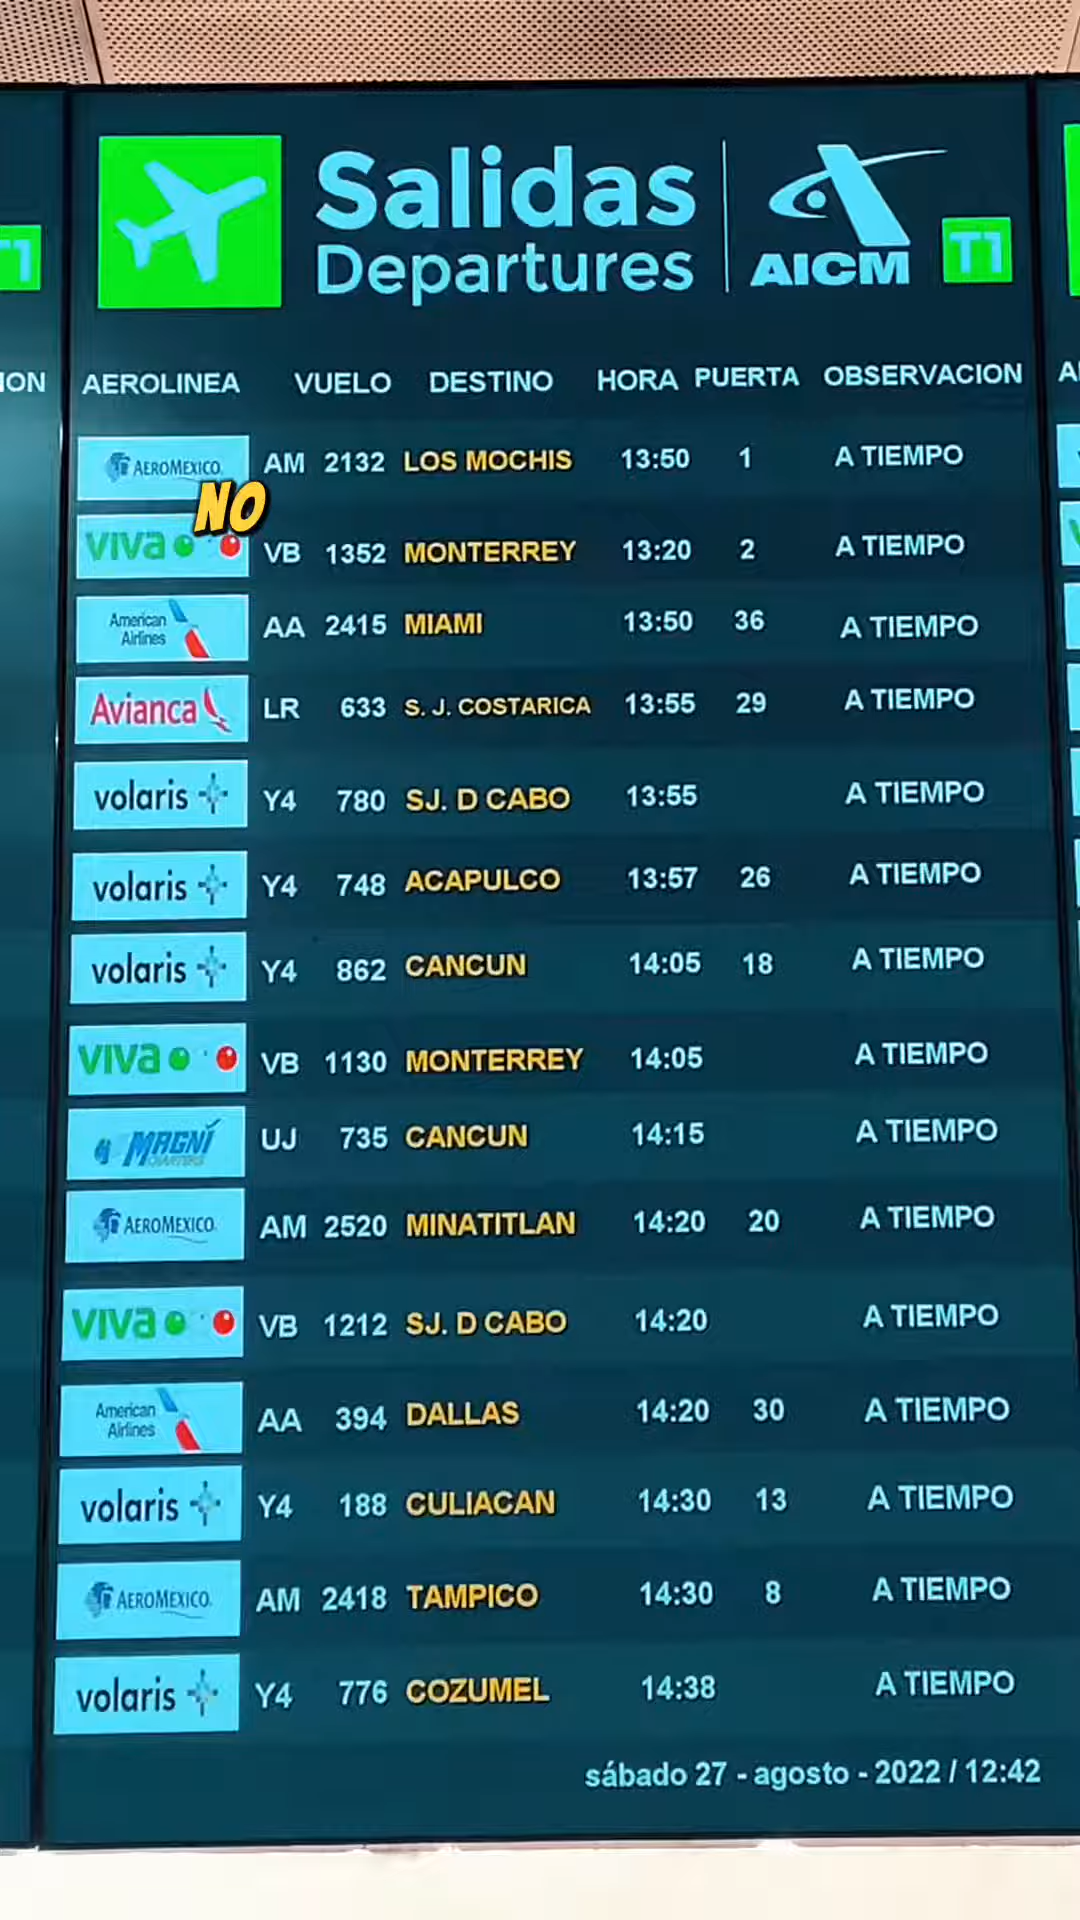 Salidas
Departures
AICM
T1
T1
ION
AEROLINEA VUELO DESTINO HORA PUERTA OBSERVACION
AEROMEXICO. AM 2132 LOS MOCHIS 13:50 1 A TIEMPO
NO
viva VB 1352 MONTERREY 13:20 2 A TIEMPO
American Airlines AA 2415 MIAMI 13:50 36 A TIEMPO
Avianca LR 633 S. J. COSTARICA 13:55 29 A TIEMPO
volaris Y4 780 SJ. D CABO 13:55 A TIEMPO
volaris Y4 748 ACAPULCO 13:57 26 A TIEMPO
volaris Y4 862 CANCUN 14:05 18 A TIEMPO
viva VB 1130 MONTERREY 14:05 A TIEMPO
MAGNI CHARTERS UJ 735 CANCUN 14:15 A TIEMPO
AEROMEXICO. AM 2520 MINATITLAN 14:20 20 A TIEMPO
viva VB 1212 SJ. D CABO 14:20 A TIEMPO
American Airlines AA 394 DALLAS 14:20 30 A TIEMPO
volaris Y4 188 CULIACAN 14:30 13 A TIEMPO
AEROMEXICO. AM 2418 TAMPICO 14:30 8 A TIEMPO
volaris Y4 776 COZUMEL 14:38 A TIEMPO
sábado 27 - agosto - 2022 / 12:42